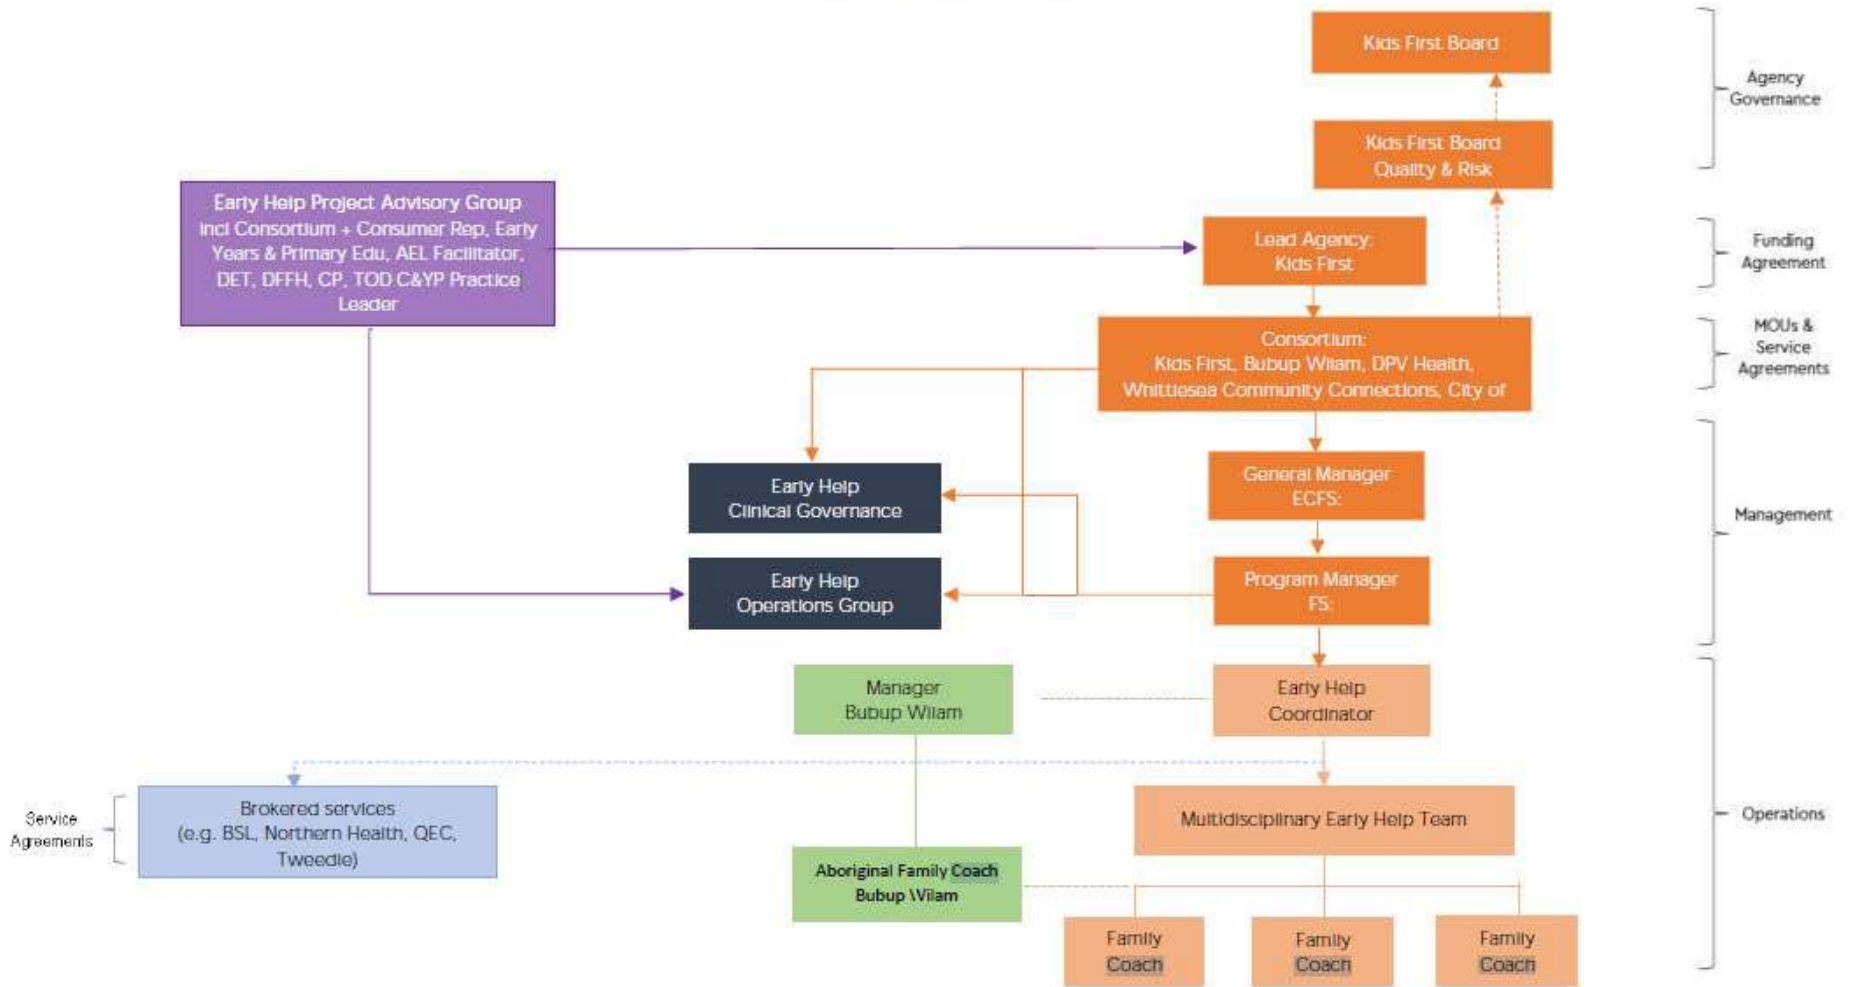 Kids First Board
Agency
Governance
Kids First Board
Quality & Risk
Early Help Project Advisory Group
incl Consortium + Consumer Rep, Early
Years & Primary Edu, AEL Facilitator,
DET, DFFH, CP, TOD C&YP Practice
Leader
Lead Agency:
Kids First
Funding
Agreement
Consortium:
Kids First, Bubup Wilam, DPV Health,
Whittlesea Community Connections, City of
MOUs &
Service
Agreements
Early Help
Clinical Governance
General Manager
ECFS:
Management
Early Help
Operations Group
Program Manager
FS:
Manager
Bubup Wilam
Early Help
Coordinator
Service
Agreements
Brokered services
(e.g. BSL, Northern Health, QEC,
Tweedle)
Multidisciplinary Early Help Team
Operations
Aboriginal Family Coach
Bubup Wilam
Family
Coach
Family
Coach
Family
Coach